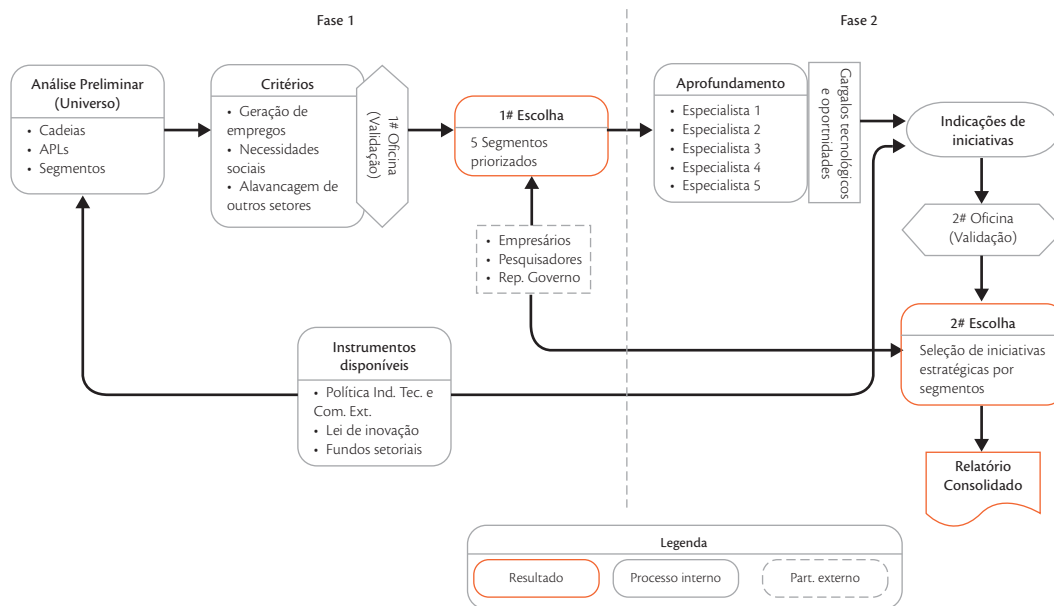 Fase 1
Fase 2
Análise Preliminar
(Universo)
• Cadeias
• APLs
• Segmentos
Critérios
• Geração de
empregos
• Necessidades
sociais
• Alavancagem de
outros setores
1# Oficina
(Validação)
1# Escolha
5 Segmentos
priorizados
Aprofundamento
• Especialista 1
• Especialista 2
• Especialista 3
• Especialista 4
• Especialista 5
Gargalos tecnológicos
e oportnidades
Indicações de
iniciativas
• Empresários
• Pesquisadores
• Rep. Governo
2# Oficina
(Validação)
2# Escolha
Seleção de iniciativas
estratégicas por
segmentos
Instrumentos
disponíveis
• Política Ind. Tec. e
Com. Ext.
• Lei de inovação
• Fundos setoriais
Relatório
Consolidado
Legenda
Resultado
Processo interno
Part. externo